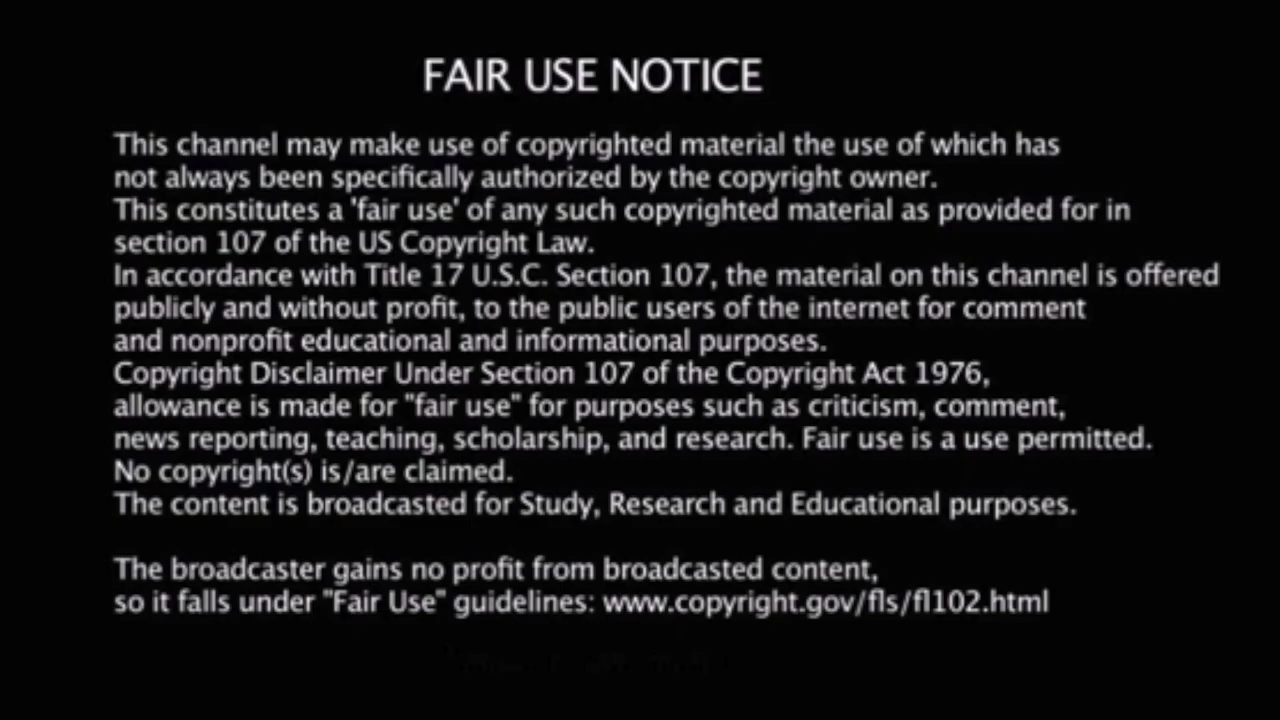 FAIR USE NOTICE
This channel may make use of copyrighted material the use of which has
not always been specifically authorized by the copyright owner.
This constitutes a 'fair use' of any such copyrighted material as provided for in
section 107 of the US Copyright Law.
In accordance with Title 17 U.S.C. Section 107, the material on this channel is offered
publicly and without profit, to the public users of the internet for comment
and nonprofit educational and informational purposes.
Copyright Disclaimer Under Section 107 of the Copyright Act 1976,
allowance is made for "fair use" for purposes such as criticism, comment,
news reporting, teaching, scholarship, and research. Fair use is a use permitted.
No copyright(s) is/are claimed.
The content is broadcasted for Study, Research and Educational purposes.
The broadcaster gains no profit from broadcasted content,
so it falls under "Fair Use" guidelines: www.copyright.gov/fls/fl102.html